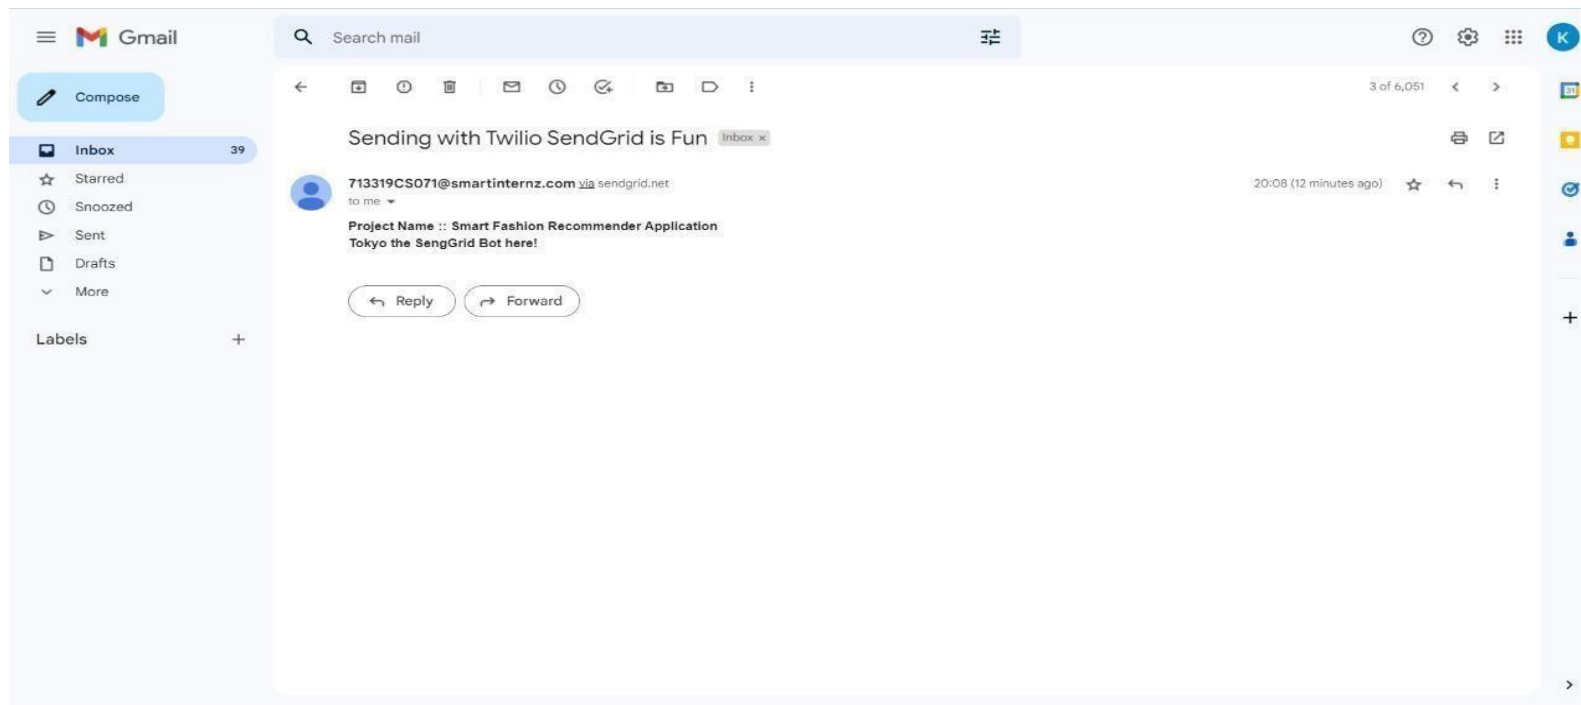 Gmail
Search mail
K
Compose
3 of 6,051
31
Sending with Twilio SendGrid is Fun Inbox ×
Inbox 39
Starred
Snoozed
Sent
Drafts
More
713319CS071@smartinternz.com via sendgrid.net
20:08 (12 minutes ago)
to me
Project Name :: Smart Fashion Recommender Application
Tokyo the SengGrid Bot here!
Reply Forward
Labels